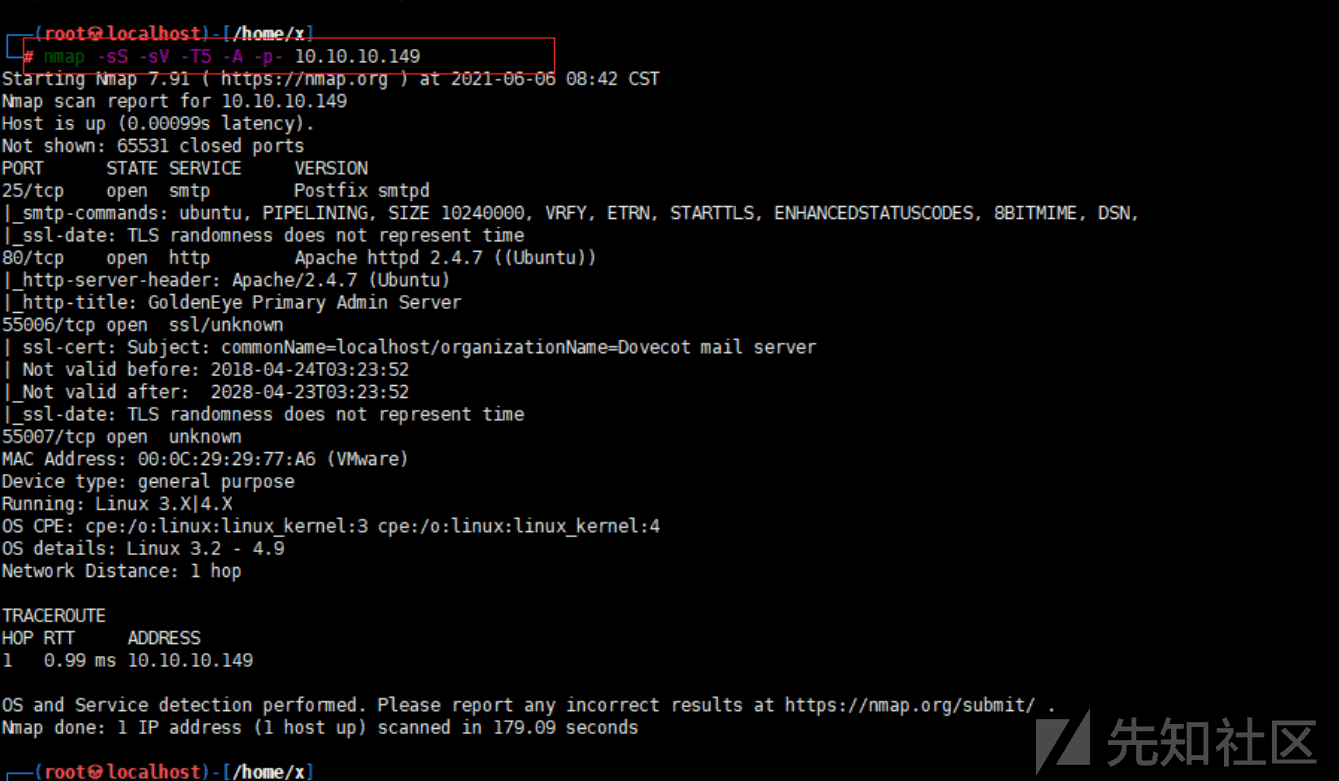 ┌──(root💀localhost)-[/home/x]
└─# nmap -sS -sV -T5 -A -p- 10.10.10.149
Starting Nmap 7.91 ( https://nmap.org ) at 2021-06-06 08:42 CST
Nmap scan report for 10.10.10.149
Host is up (0.00099s latency).
Not shown: 65531 closed ports
PORT      STATE SERVICE     VERSION
25/tcp    open  smtp        Postfix smtpd
|_smtp-commands: ubuntu, PIPELINING, SIZE 10240000, VRFY, ETRN, STARTTLS, ENHANCEDSTATUSCODES, 8BITMIME, DSN,
|_ssl-date: TLS randomness does not represent time
80/tcp    open  http        Apache httpd 2.4.7 ((Ubuntu))
|_http-server-header: Apache/2.4.7 (Ubuntu)
|_http-title: GoldenEye Primary Admin Server
55006/tcp open  ssl/unknown
| ssl-cert: Subject: commonName=localhost/organizationName=Dovecot mail server
| Not valid before: 2018-04-24T03:23:52
|_Not valid after:  2028-04-23T03:23:52
|_ssl-date: TLS randomness does not represent time
55007/tcp open  unknown
MAC Address: 00:0C:29:29:77:A6 (VMware)
Device type: general purpose
Running: Linux 3.X|4.X
OS CPE: cpe:/o:linux:linux_kernel:3 cpe:/o:linux:linux_kernel:4
OS details: Linux 3.2 - 4.9
Network Distance: 1 hop
TRACEROUTE
HOP RTT     ADDRESS
1   0.99 ms 10.10.10.149
OS and Service detection performed. Please report any incorrect results at https://nmap.org/submit/ .
Nmap done: 1 IP address (1 host up) scanned in 179.09 seconds
┌──(root💀localhost)-[/home/x]
先知社区